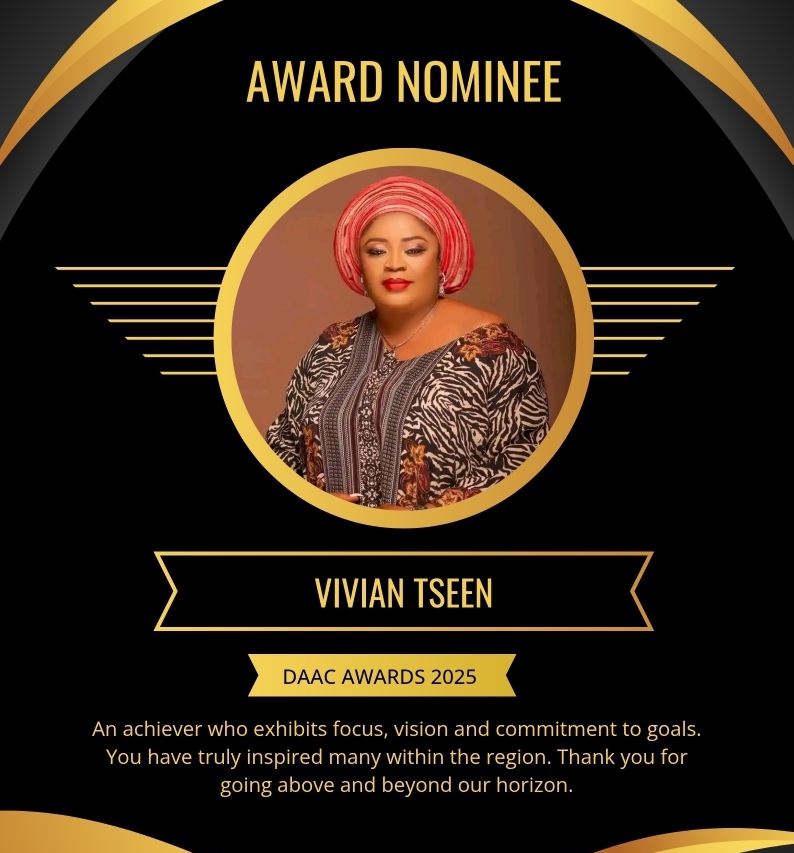 AWARD NOMINEE
VIVIAN TSEEN
DAAC AWARDS 2025
An achiever who exhibits focus, vision and commitment to goals.
You have truly inspired many within the region. Thank you for
going above and beyond our horizon.